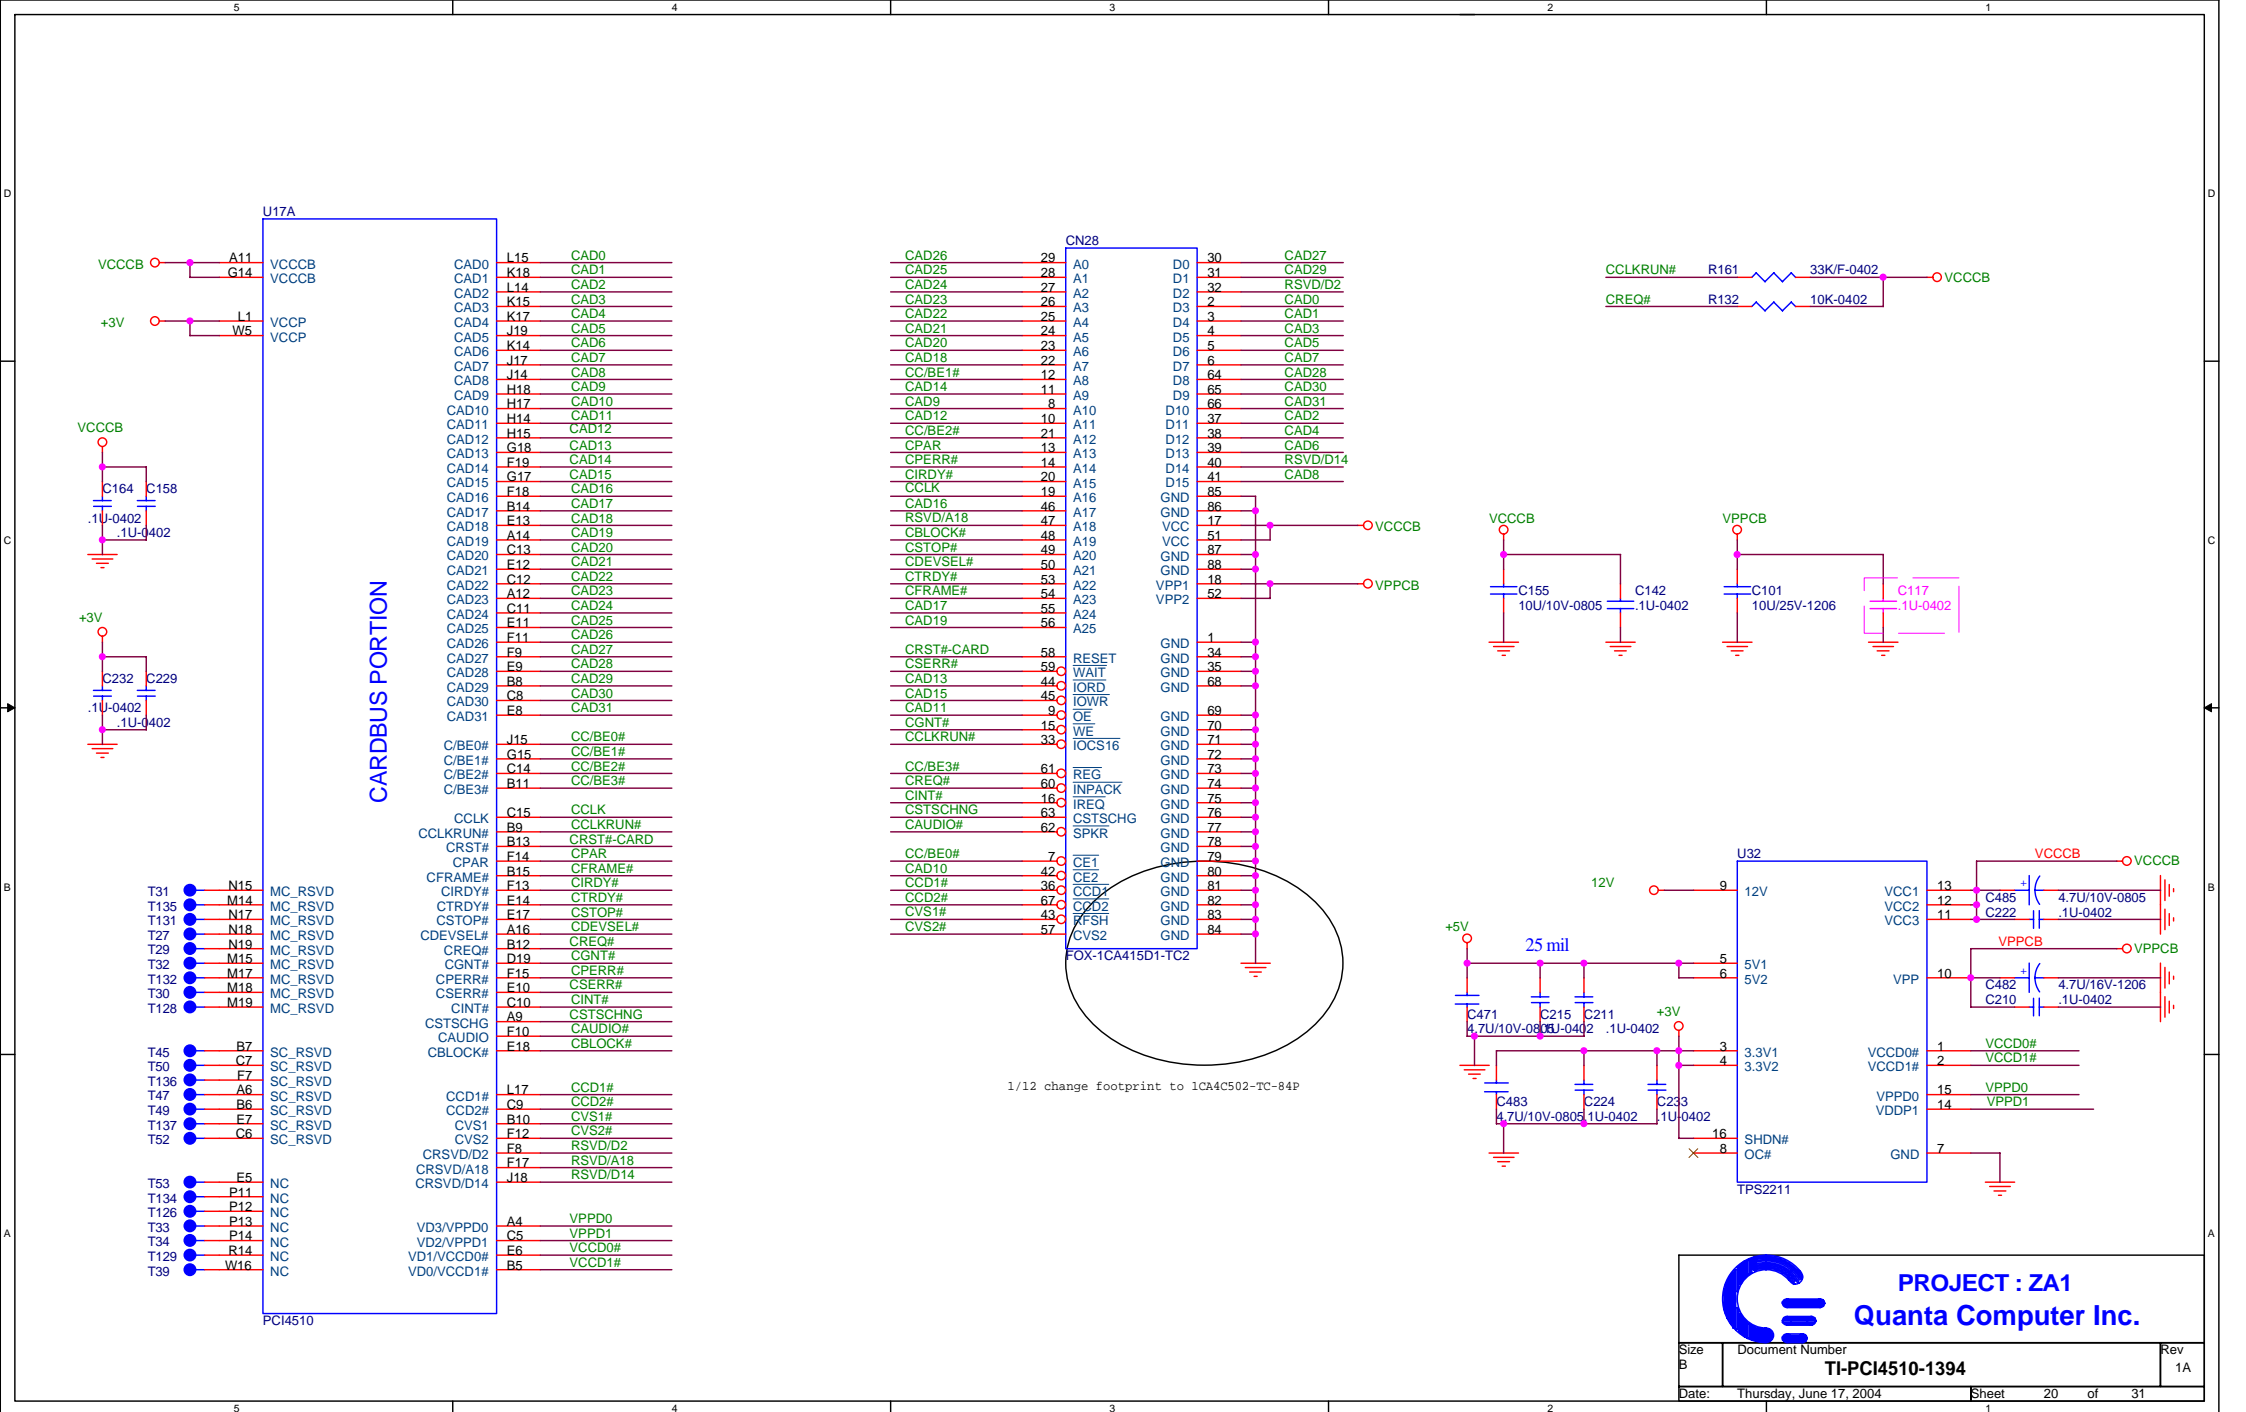 5 4 3 2 1
D D
C C
B B
A A
U17A
VCCCB A11 VCCCB
G14 VCCCB
+3V L1 VCCP
W5 VCCP
CAD0 L15 CAD0
CAD1 K18 CAD1
CAD2 L14 CAD2
CAD3 K15 CAD3
CAD4 K17 CAD4
CAD5 J19 CAD5
CAD6 K14 CAD6
CAD7 J17 CAD7
CAD8 J14 CAD8
CAD9 H18 CAD9
CAD10 H17 CAD10
CAD11 H14 CAD11
CAD12 H15 CAD12
CAD13 G18 CAD13
CAD14 F19 CAD14
CAD15 G17 CAD15
CAD16 F18 CAD16
CAD17 B14 CAD17
CAD18 E13 CAD18
CAD19 A14 CAD19
CAD20 C13 CAD20
CAD21 E12 CAD21
CAD22 C12 CAD22
CAD23 A12 CAD23
CAD24 C11 CAD24
CAD25 E11 CAD25
CAD26 F11 CAD26
CAD27 F9 CAD27
CAD28 E9 CAD28
CAD29 B8 CAD29
CAD30 C8 CAD30
CAD31 E8 CAD31
C/BE0# J15 CC/BE0#
C/BE1# G15 CC/BE1#
C/BE2# C14 CC/BE2#
C/BE3# B11 CC/BE3#
CCLK C15 CCLK
CCLKRUN# B9 CCLKRUN#
CRST# B13 CRST#-CARD
CPAR F14 CPAR
CFRAME# B15 CFRAME#
CIRDY# F13 CIRDY#
CTRDY# E14 CTRDY#
CSTOP# E17 CSTOP#
CDEVSEL# A16 CDEVSEL#
CREQ# B12 CREQ#
CGNT# D19 CGNT#
CPERR# F15 CPERR#
CSERR# E10 CSERR#
CINT# C10 CINT#
CSTSCHG A9 CSTSCHNG
CAUDIO F10 CAUDIO#
CBLOCK# E18 CBLOCK#
CCD1# L17 CCD1#
CCD2# C9 CCD2#
CVS1 B10 CVS1#
CVS2 F12 CVS2#
CRSVD/D2 F8 RSVD/D2
CRSVD/A18 F17 RSVD/A18
CRSVD/D14 J18 RSVD/D14
VD3/VPPD0 A4 VPPD0
VD2/VPPD1 C5 VPPD1
VD1/VCCD0# E6 VCCD0#
VD0/VCCD1# B5 VCCD1#
CARDBUS PORTION
VCCCB
C164 C158
.1U-0402
.1U-0402
+3V
C232 C229
.1U-0402
.1U-0402
T31 N15 MC_RSVD
T135 M14 MC_RSVD
T131 N17 MC_RSVD
T27 N18 MC_RSVD
T29 N19 MC_RSVD
T32 M15 MC_RSVD
T132 M17 MC_RSVD
T30 M18 MC_RSVD
T128 M19 MC_RSVD
T45 B7 SC_RSVD
T50 C7 SC_RSVD
T136 F7 SC_RSVD
T47 A6 SC_RSVD
T49 B6 SC_RSVD
T137 E7 SC_RSVD
T52 C6 SC_RSVD
T53 E5 NC
T134 P11 NC
T126 P12 NC
T33 P13 NC
T34 P14 NC
T129 R14 NC
T39 W16 NC
PCI4510
CN28
CAD26 29 A0
CAD25 28 A1
CAD24 27 A2
CAD23 26 A3
CAD22 25 A4
CAD21 24 A5
CAD20 23 A6
CAD18 22 A7
CC/BE1# 12 A8
CAD14 11 A9
CAD9 8 A10
CAD12 10 A11
CC/BE2# 21 A12
CPAR 13 A13
CPERR# 14 A14
CIRDY# 20 A15
CCLK 19 A16
CAD16 46 A17
RSVD/A18 47 A18
CBLOCK# 48 A19
CSTOP# 49 A20
CDEVSEL# 50 A21
CTRDY# 53 A22
CFRAME# 54 A23
CAD17 55 A24
CAD19 56 A25
CRST#-CARD 58 RESET
CSERR# 59 WAIT
CAD13 44 IORD
CAD15 45 IOWR
CAD11 9 OE
CGNT# 15 WE
CCLKRUN# 33 IOCS16
CC/BE3# 61 REG
CREQ# 60 INPACK
CINT# 16 IREQ
CSTSCHNG 63 CSTSCHG
CAUDIO# 62 SPKR
CC/BE0# 7 CE1
CAD10 42 CE2
CCD1# 36 CCD1
CCD2# 67 CCD2
CVS1# 43 RFSH
CVS2# 57 CVS2
D0 30 CAD27
D1 31 CAD29
D2 32 RSVD/D2
D3 2 CAD0
D4 3 CAD1
D5 4 CAD3
D6 5 CAD5
D7 6 CAD7
D8 64 CAD28
D9 65 CAD30
D10 66 CAD31
D11 37 CAD2
D12 38 CAD4
D13 39 CAD6
D14 40 RSVD/D14
D15 41 CAD8
GND 85
GND 86
VCC 17 VCCCB
VCC 51
GND 87
GND 88
VPP1 18 VPPCB
VPP2 52
GND 1
GND 34
GND 35
GND 68
GND 69
GND 70
GND 71
GND 72
GND 73
GND 74
GND 75
GND 76
GND 77
GND 78
GND 79
GND 80
GND 81
GND 82
GND 83
GND 84
FOX-1CA415D1-TC2
1/12 change footprint to 1CA4C502-TC-84P
CCLKRUN# R161 33K/F-0402 VCCCB
CREQ# R132 10K-0402
VCCCB VPPCB
C155 C142 C101 C117
10U/10V-0805 .1U-0402 10U/25V-1206 .1U-0402
U32
12V 9 12V
+5V
25 mil
5 5V1
6 5V2
C471 C215 C211
4.7U/10V-0805 .1U-0402 .1U-0402
+3V
3 3.3V1
4 3.3V2
C483 C224 C233
4.7U/10V-0805 .1U-0402 .1U-0402
16 SHDN#
8 OC#
VCC1 13 VCCCB VCCCB
VCC2 12
VCC3 11
C485 + 4.7U/10V-0805
C222 .1U-0402
VPP 10 VPPCB VPPCB
C482 + 4.7U/16V-1206
C210 .1U-0402
VCCD0# 1 VCCD0#
VCCD1# 2 VCCD1#
VPPD0 15 VPPD0
VDDP1 14 VPPD1
GND 7
TPS2211
PROJECT : ZA1
Quanta Computer Inc.
Size Document Number Rev
B TI-PCI4510-1394 1A
Date: Thursday, June 17, 2004 Sheet 20 of 31
5 4 3 2 1